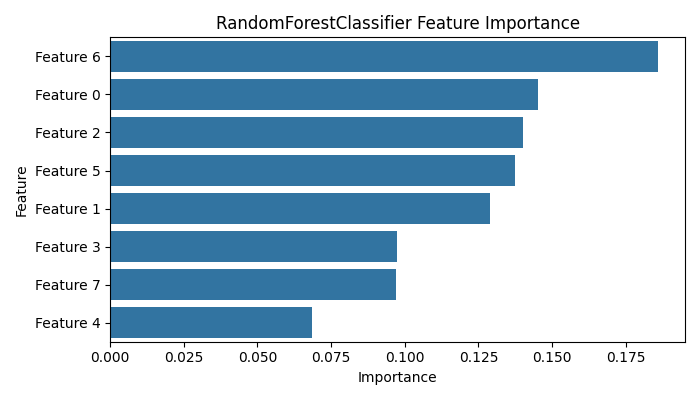 RandomForestClassifier Feature Importance
Feature 6
Feature 0
Feature 2
Feature 5
Feature 1
Feature 3
Feature 7
Feature 4
Feature
0.000 0.025 0.050 0.075 0.100 0.125 0.150 0.175
Importance